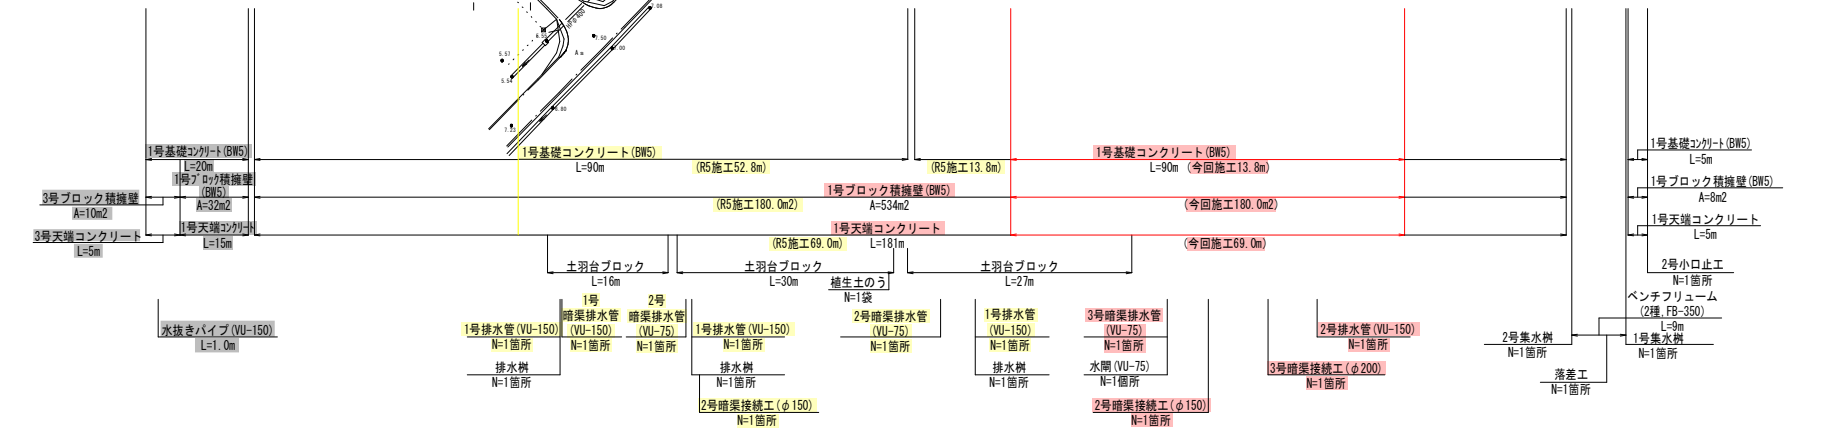 7.08
HPφ400
6.55
7.50
7.00
5.57
5.54
6.80
7.23
1号基礎コンクリート(BW5)
L=20m
1号基礎コンクリート(BW5)
L=90m
(R5施工52.8m)
(R5施工13.8m)
1号基礎コンクリート(BW5)
L=90m
(今回施工13.8m)
1号基礎コンクリート(BW5)
L=5m
3号ブロック積擁壁
A=10m2
1号ブロック積擁壁
(BW5)
A=32m2
(R5施工180.0m2)
1号ブロック積擁壁(BW5)
A=534m2
(今回施工180.0m2)
1号ブロック積擁壁(BW5)
A=8m2
3号天端コンクリート
L=5m
1号天端コンクリート
L=15m
(R5施工69.0m)
1号天端コンクリート
L=181m
(今回施工69.0m)
1号天端コンクリート
L=5m
土羽台ブロック
L=16m
土羽台ブロック
L=30m
植生土のう
N=1袋
土羽台ブロック
L=27m
2号小口止工
N=1箇所
ベンチフリューム
(2種,FB-350)
L=9m
水抜きパイプ(VU-150)
L=1.0m
1号排水管(VU-150)
N=1箇所
1号
暗渠排水管
(VU-150)
N=1箇所
2号
暗渠排水管
(VU-75)
N=1箇所
1号排水管(VU-150)
N=1箇所
2号暗渠排水管
(VU-75)
N=1箇所
1号排水管
(VU-150)
N=1箇所
3号暗渠排水管
(VU-75)
N=1箇所
2号排水管(VU-150)
N=1箇所
2号集水桝
N=1箇所
1号集水桝
N=1箇所
排水桝
N=1箇所
排水桝
N=1箇所
排水桝
N=1箇所
水閘(VU-75)
N=1個所
3号暗渠接続工(φ200)
N=1箇所
落差工
N=1箇所
2号暗渠接続工(φ150)
N=1箇所
2号暗渠接続工(φ150)
N=1箇所